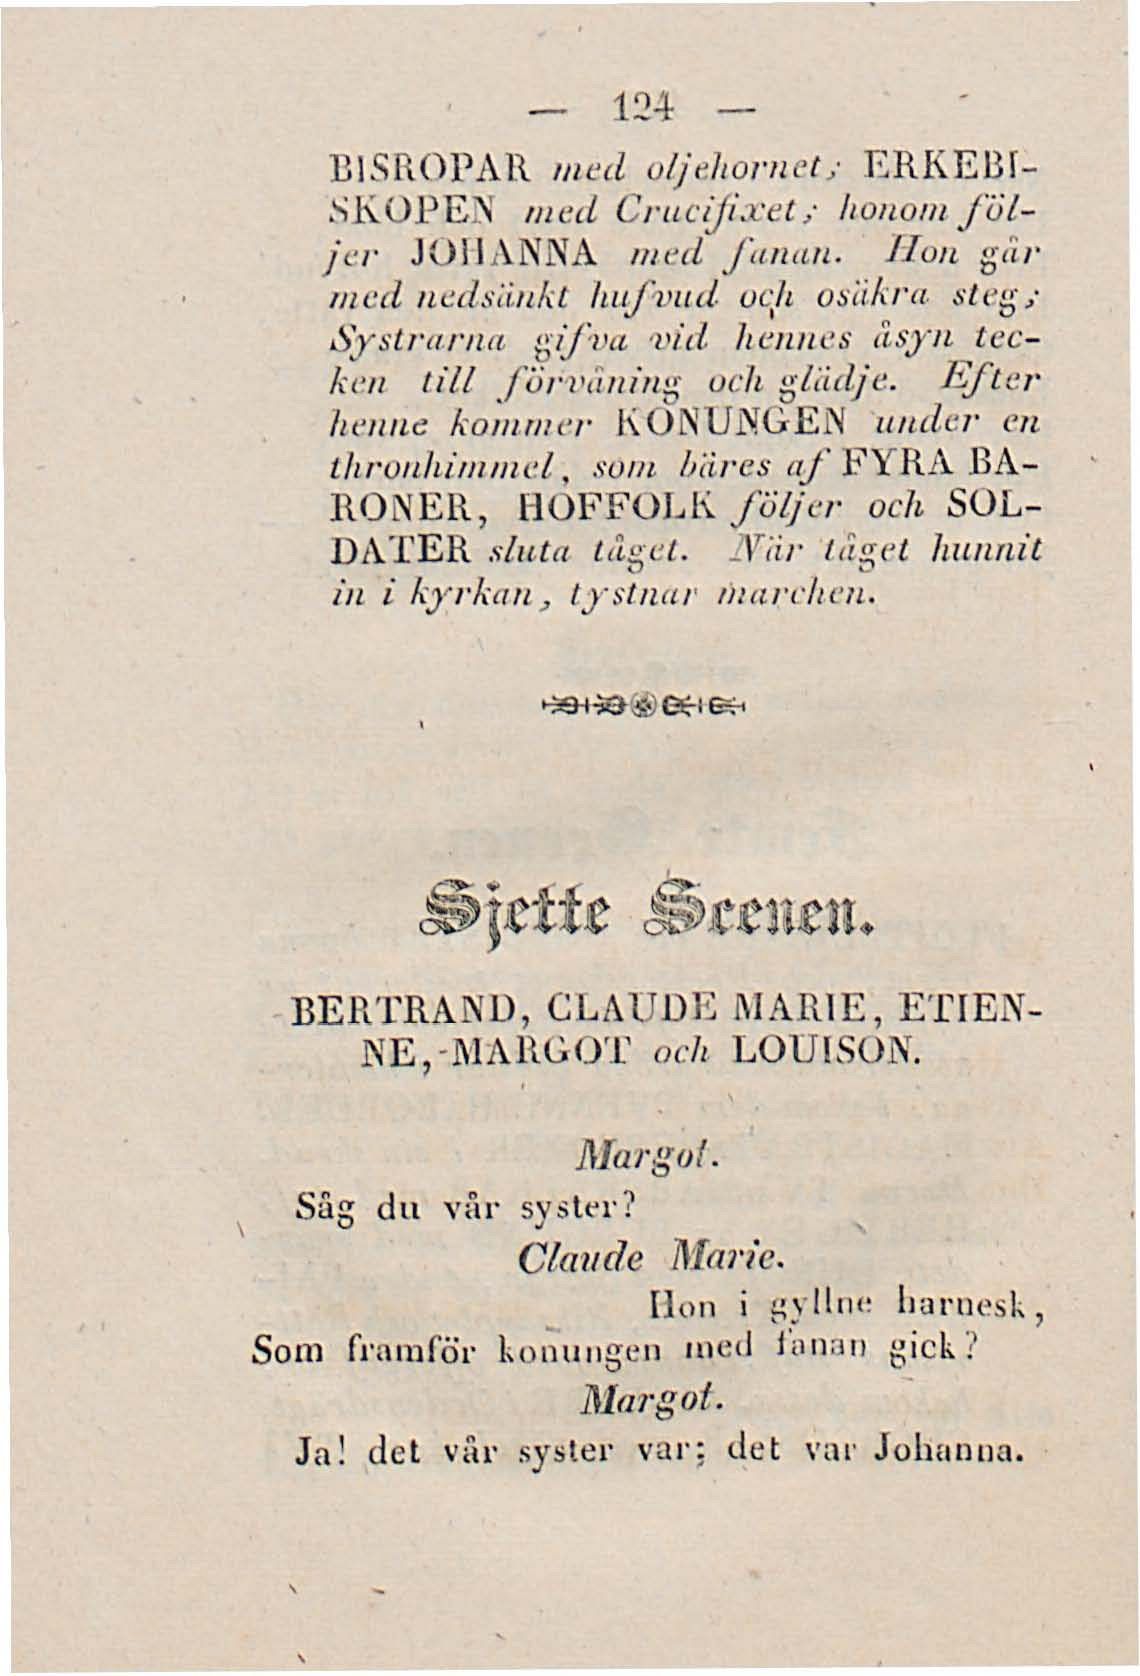 — 124 —
BISROPAR med oljehornet; ERKEBI-
SKOPEN med Crucifixet; honom föl-
jer JOHANNA med fanan. Hon går
med nedsänkt hufvud och osäkra steg;
Systrarna gifva vid hennes åsyn tec-
ken till förvåning och glädje. Efter
henne kommer KONUNGEN under en
thronhimmel, som bäres af FYRA BA-
RONER, HOFFOLK följer och SOL-
DATER sluta tåget. När tåget hunnit
in i kyrkan, tystnar marchen.
Sjette Scenen.
BERTRAND, CLAUDE MARIE, ETIEN-
NE, MARGOT och LOUISON.
Margot.
Såg du vår syster?
Claude Marie.
Hon i gyllne harnesk,
Som framför konungen med fanan gick?
Margot.
Ja! det vår syster var; det var Johanna.